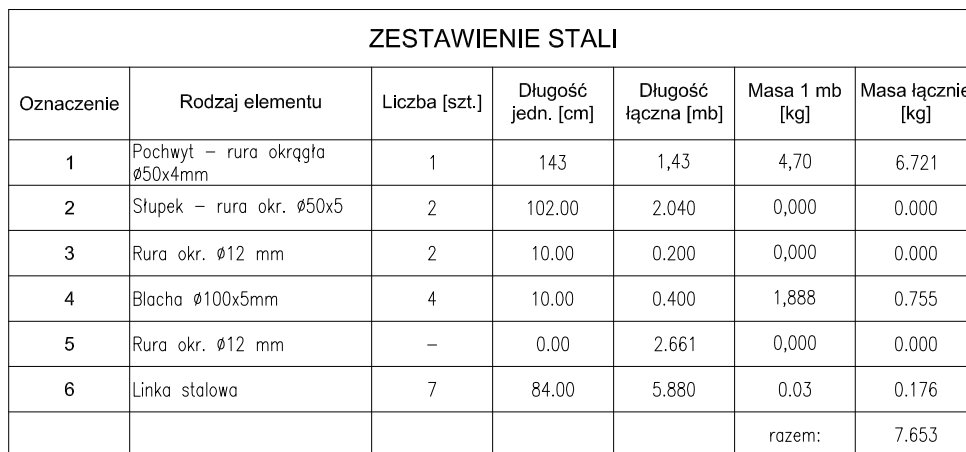 ZESTAWIENIE STALI
Oznaczenie Rodzaj elementu Liczba [szt.] Długość jedn. [cm] Długość łączna [mb] Masa 1 mb [kg] Masa łącznie [kg]
1 Pochwyt – rura okrągła ø50x4mm 1 143 1,43 4,70 6.721
2 Słupek – rura okr. ø50x5 2 102.00 2.040 0,000 0.000
3 Rura okr. ø12 mm 2 10.00 0.200 0,000 0.000
4 Blacha ø100x5mm 4 10.00 0.400 1,888 0.755
5 Rura okr. ø12 mm – 0.00 2.661 0,000 0.000
6 Linka stalowa 7 84.00 5.880 0.03 0.176
razem: 7.653